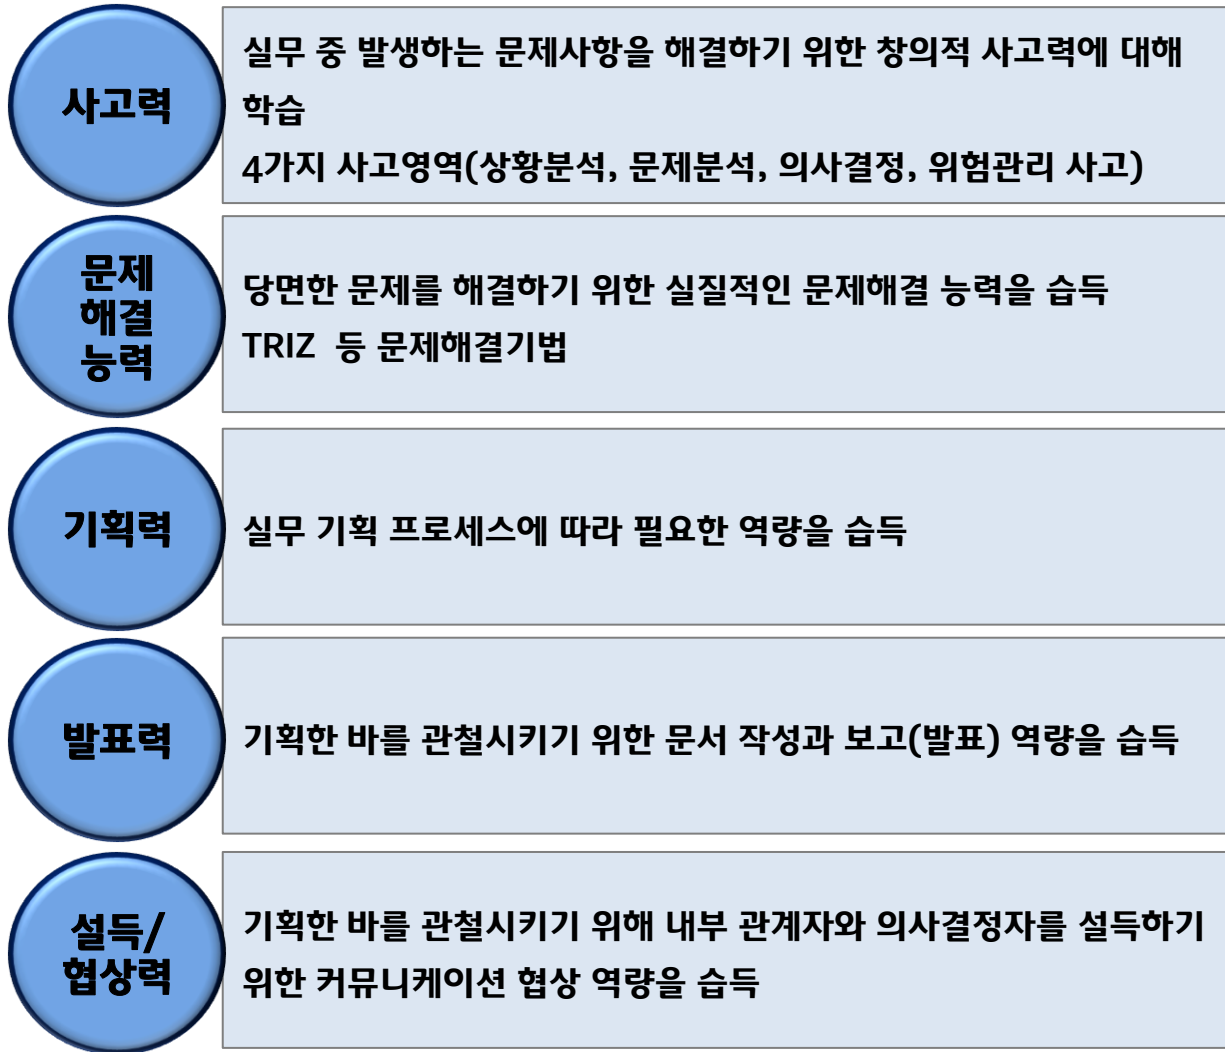 사고력
실무 중 발생하는 문제사항을 해결하기 위한 창의적 사고력에 대해
학습
4가지 사고영역(상황분석, 문제분석, 의사결정, 위험관리 사고)
문제
해결
능력
당면한 문제를 해결하기 위한 실질적인 문제해결 능력을 습득
TRIZ 등 문제해결기법
기획력
실무 기획 프로세스에 따라 필요한 역량을 습득
발표력
기획한 바를 관철시키기 위한 문서 작성과 보고(발표) 역량을 습득
설득/
협상력
기획한 바를 관철시키기 위해 내부 관계자와 의사결정자를 설득하기
위한 커뮤니케이션 협상 역량을 습득